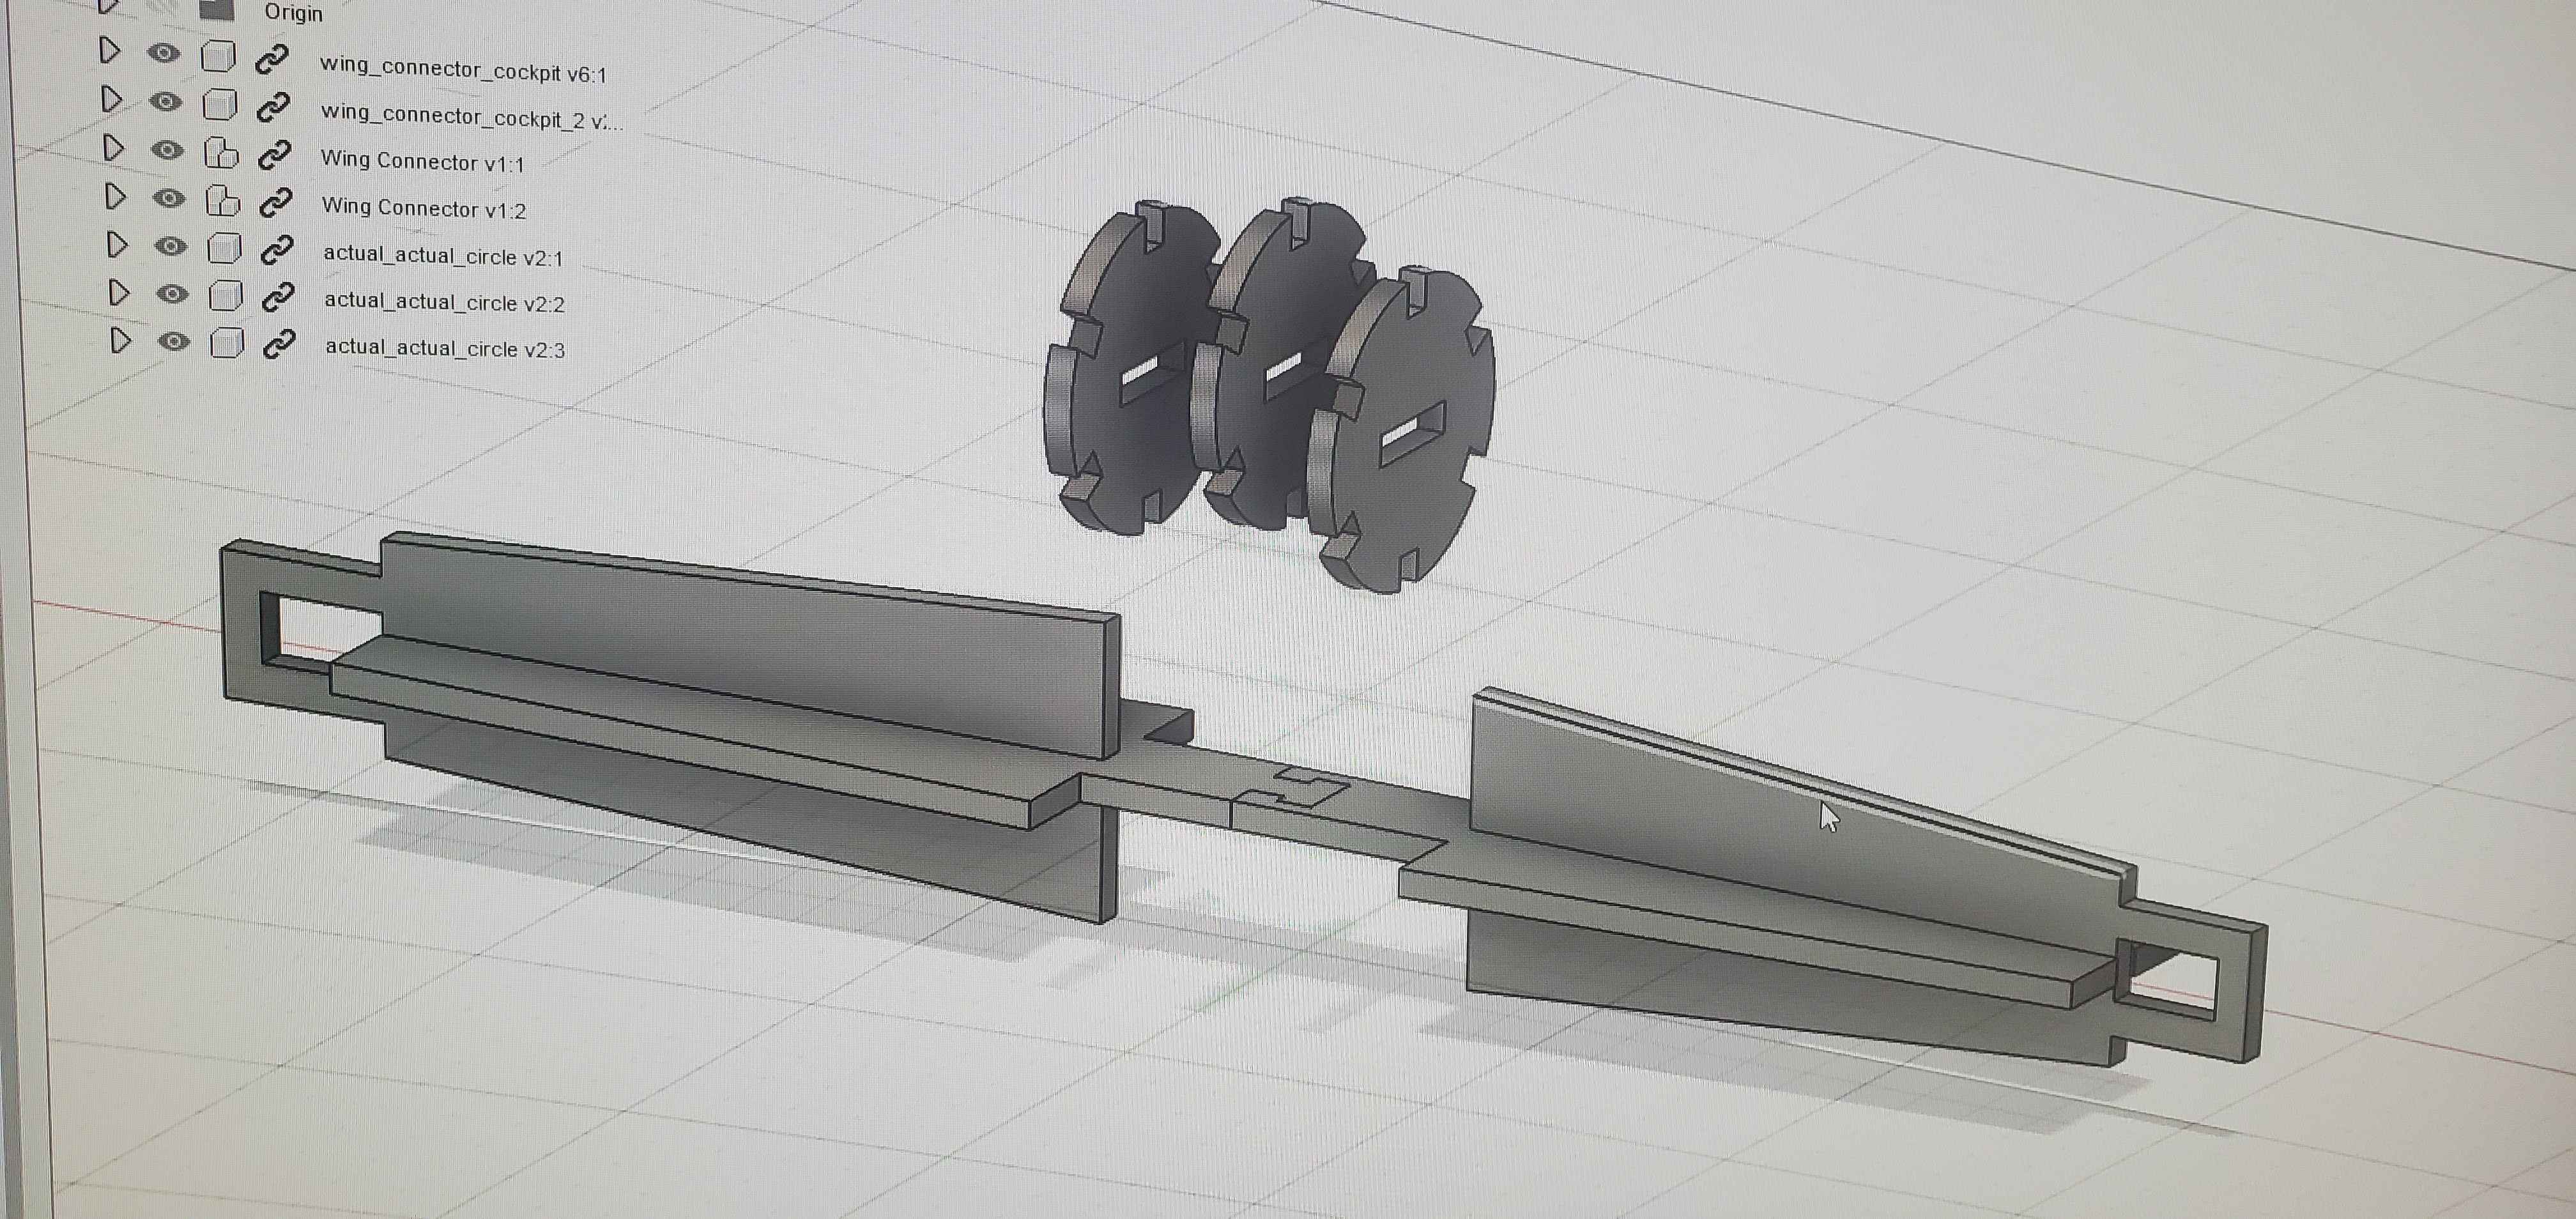 Origin
wing_connector_cockpit v6:1
wing_connector_cockpit_2 v:...
Wing Connector v1:1
Wing Connector v1:2
actual_actual_circle v2:1
actual_actual_circle v2:2
actual_actual_circle v2:3